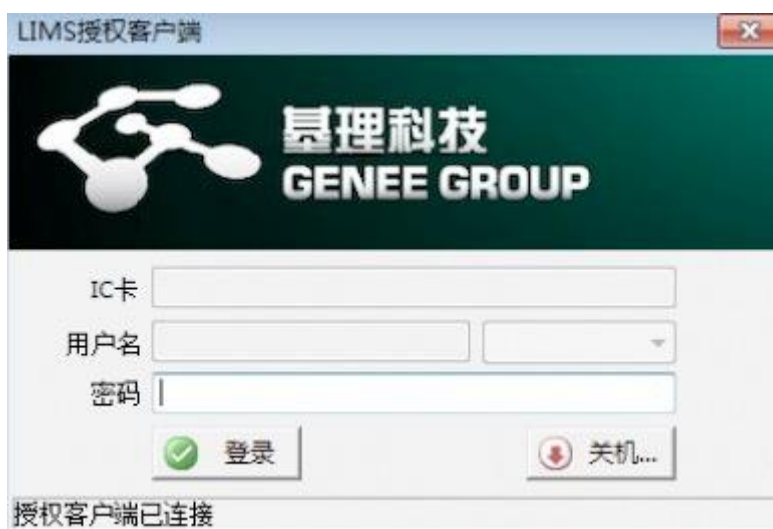 LIMS授权客户端
基理科技
GENEE GROUP
IC卡
用户名
密码
登录 关机...
授权客户端已连接